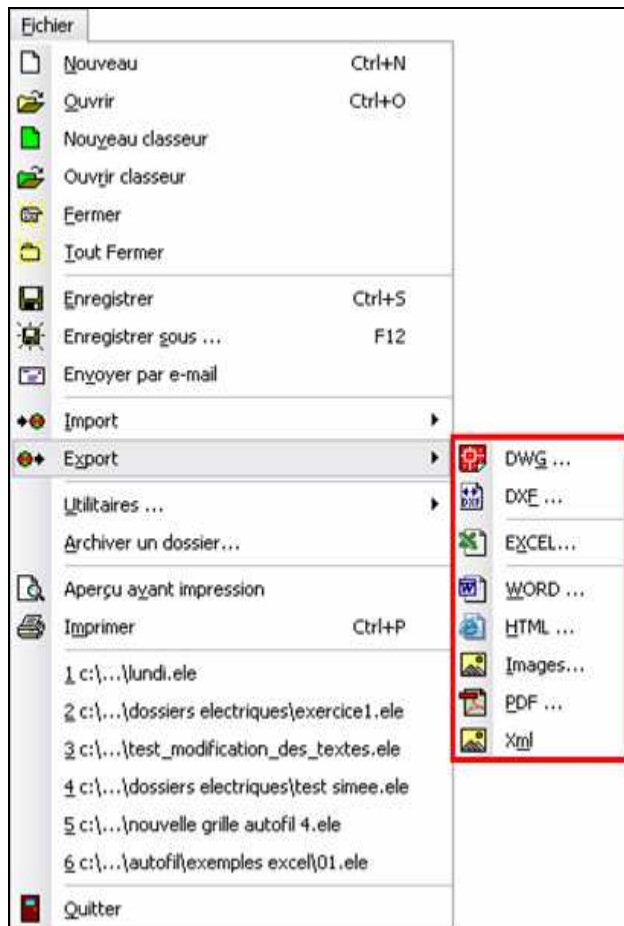 Fichier
Nouveau Ctrl+N
Ouvrir Ctrl+O
Nouveau classeur
Ouvrir classeur
Fermer
Tout Fermer
Enregistrer Ctrl+S
Enregistrer sous ... F12
Envoyer par e-mail
Import
Export
DWG ...
DXF ...
Utilitaires ...
EXCEL...
Archiver un dossier...
WORD ...
Aperçu avant impression
HTML ...
Imprimer Ctrl+P
Images...
1 c:\...\lundi.ele
PDF ...
2 c:\...\dossiers electriques\exercice1.ele
Xml
3 c:\...\test_modification_des_textes.ele
4 c:\...\dossiers electriques\test simee.ele
5 c:\...\nouvelle grille autofil 4.ele
6 c:\...\autofil\exemples excel\01.ele
Quitter